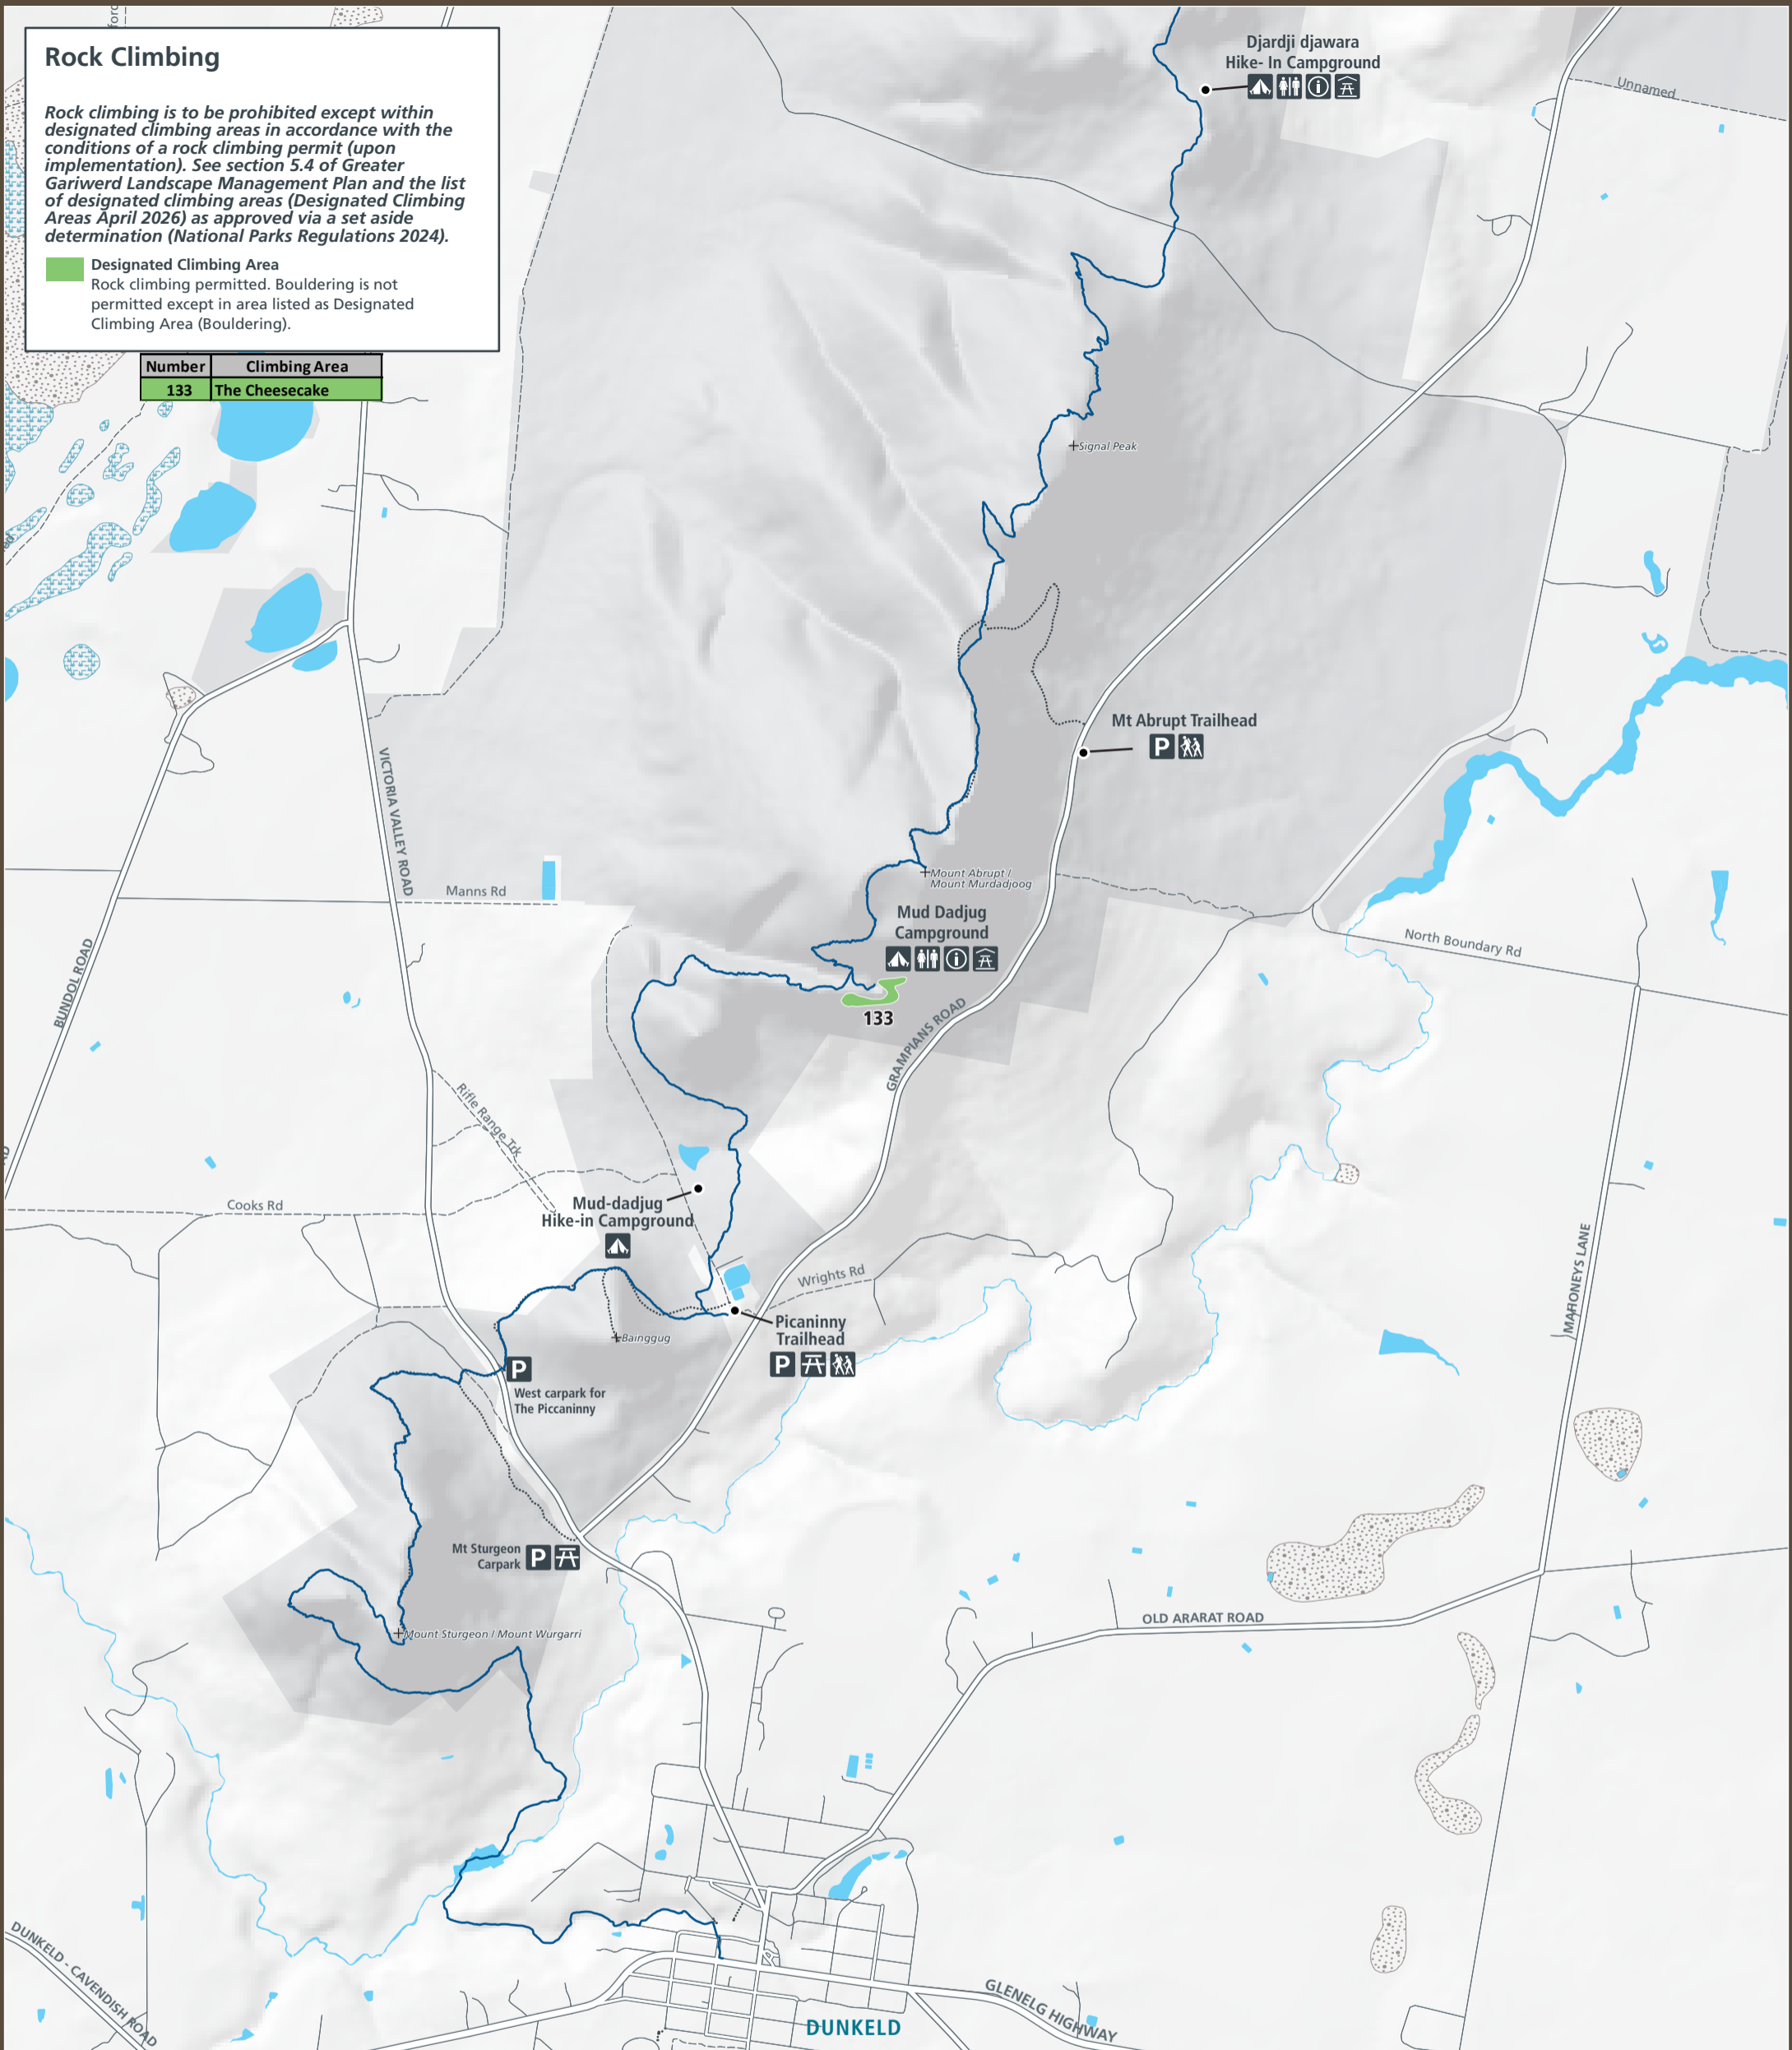 Rock Climbing
Rock climbing is to be prohibited except within
designated climbing areas in accordance with the
conditions of a rock climbing permit (upon
implementation). See section 5.4 of Greater
Gariwerd Landscape Management Plan and the list
of designated climbing areas (Designated Climbing
Areas April 2026) as approved via a set aside
determination (National Parks Regulations 2024).
Designated Climbing Area
Rock climbing permitted. Bouldering is not
permitted except in area listed as Designated
Climbing Area (Bouldering).
Number Climbing Area
133 The Cheesecake
Djardji djawara
Hike- In Campground
Unnamed
Signal Peak
Mt Abrupt Trailhead
P
VICTORIA VALLEY ROAD
Manns Rd
Mount Abrupt /
Mount Murdadjoog
Mud Dadjug
Campground
133
North Boundary Rd
BUNDOL ROAD
GRAMPIANS ROAD
Rifle Range Trk
Cooks Rd
Mud-dadjug
Hike-in Campground
Wrights Rd
MAHONEYS LANE
Picaninny
Trailhead
P
Bainggug
P
West carpark for
The Piccaninny
Mt Sturgeon
Carpark
P
Mount Sturgeon / Mount Wurgarri
OLD ARARAT ROAD
DUNKELD - CAVENDISH ROAD
GLENELG HIGHWAY
DUNKELD